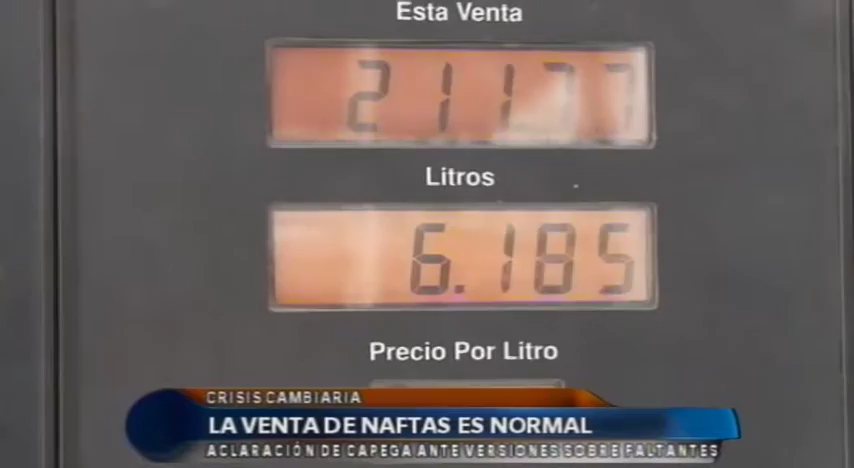 Esta Venta
21177
Litros
6.185
Precio Por Litro
CRISIS CAMBIARIA
LA VENTA DE NAFTAS ES NORMAL
ACLARACIÓN DE CAPEGA ANTE VERSIONES SOBRE FALTANTES